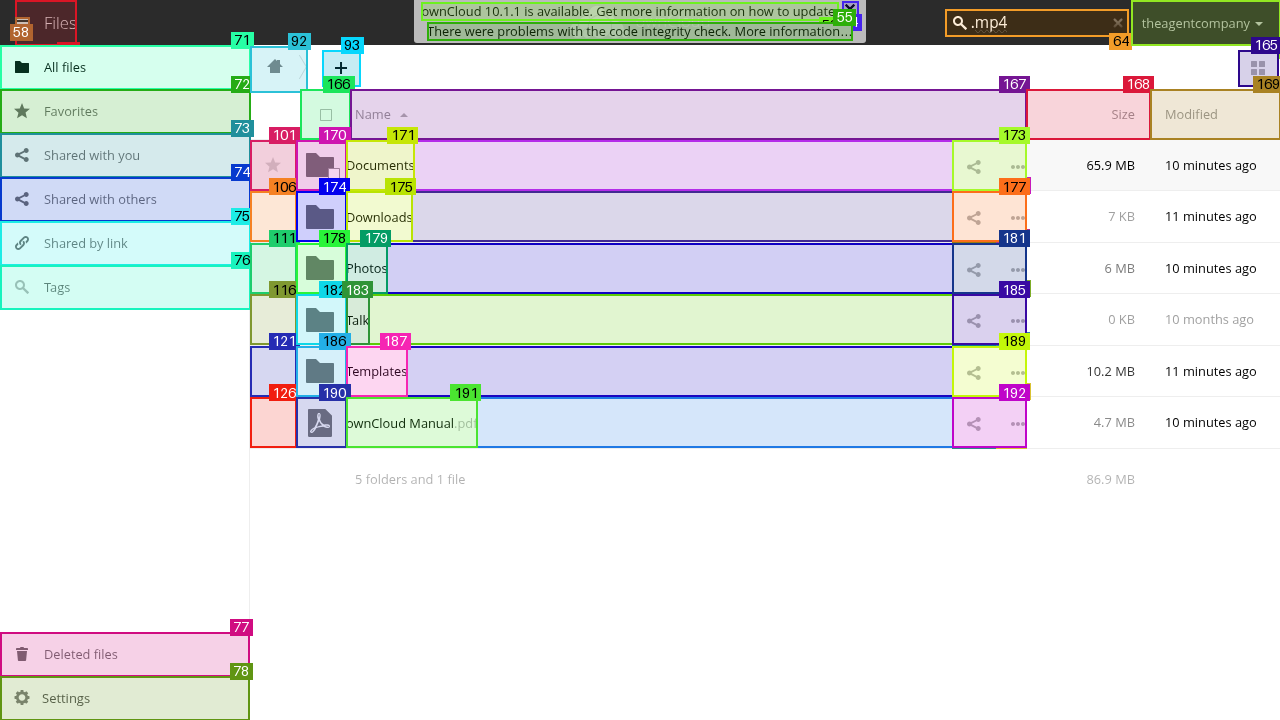 Files
ownCloud 10.1.1 is available. Get more information on how to update.
There were problems with the code integrity check. More information…
.mp4
theagentcompany
58
55
64
71
92
93
165
All files
72
166
167
168
169
Favorites
Name
Size
Modified
73
101
170
171
173
Shared with you
Documents
65.9 MB
10 minutes ago
74
106
174
175
177
Shared with others
Downloads
7 KB
11 minutes ago
75
111
178
179
181
Shared by link
Photos
6 MB
10 minutes ago
76
116
182
183
185
Tags
Talk
0 KB
10 months ago
121
186
187
189
Templates
10.2 MB
11 minutes ago
126
190
191
192
ownCloud Manual.pdf
4.7 MB
10 minutes ago
5 folders and 1 file
86.9 MB
77
Deleted files
78
Settings